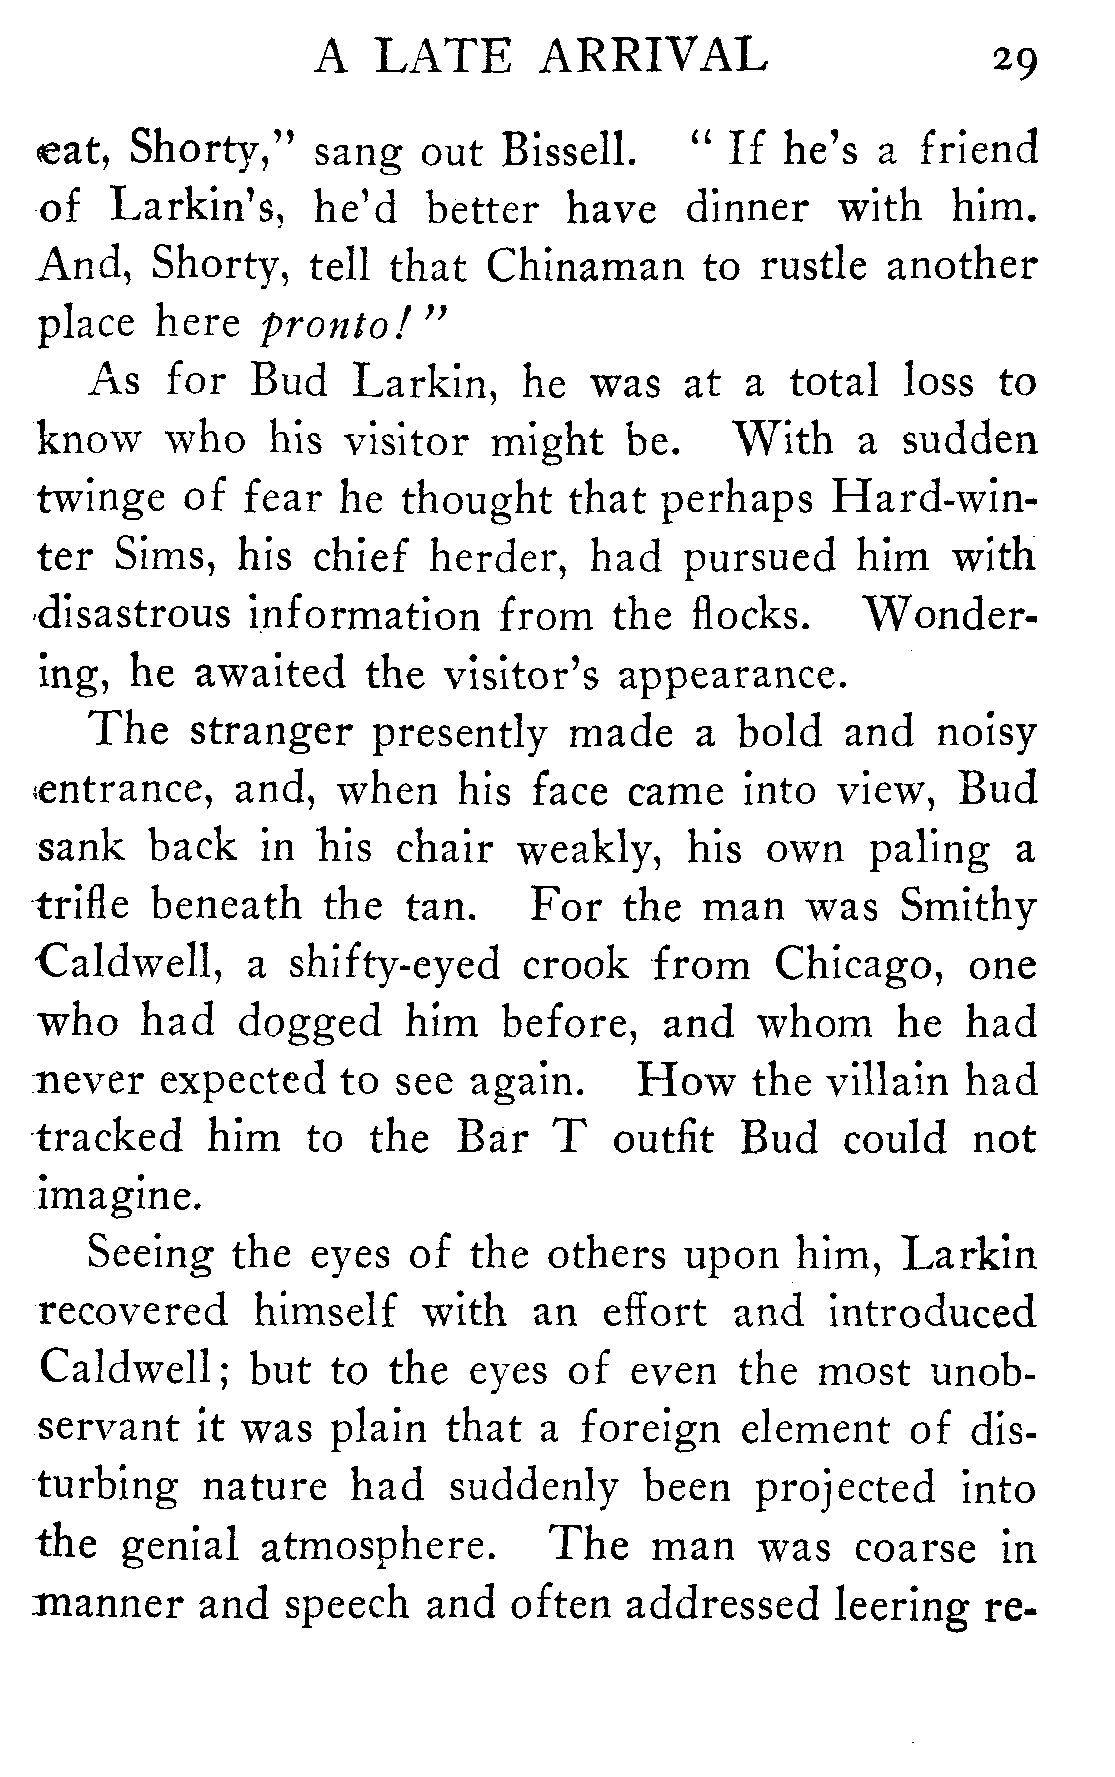 A LATE ARRIVAL 29
eat, Shorty," sang out Bissell. "If he's a friend
of Larkin's, he'd better have dinner with him.
And, Shorty, tell that Chinaman to rustle another
place here pronto!"
As for Bud Larkin, he was at a total loss to
know who his visitor might be. With a sudden
twinge of fear he thought that perhaps Hard-win-
ter Sims, his chief herder, had pursued him with
disastrous information from the flocks. Wonder-
ing, he awaited the visitor's appearance.
The stranger presently made a bold and noisy
entrance, and, when his face came into view, Bud
sank back in his chair weakly, his own paling a
trifle beneath the tan. For the man was Smithy
Caldwell, a shifty-eyed crook from Chicago, one
who had dogged him before, and whom he had
never expected to see again. How the villain had
tracked him to the Bar T outfit Bud could not
imagine.
Seeing the eyes of the others upon him, Larkin
recovered himself with an effort and introduced
Caldwell; but to the eyes of even the most unob-
servant it was plain that a foreign element of dis-
turbing nature had suddenly been projected into
the genial atmosphere. The man was coarse in
manner and speech and often addressed leering re-